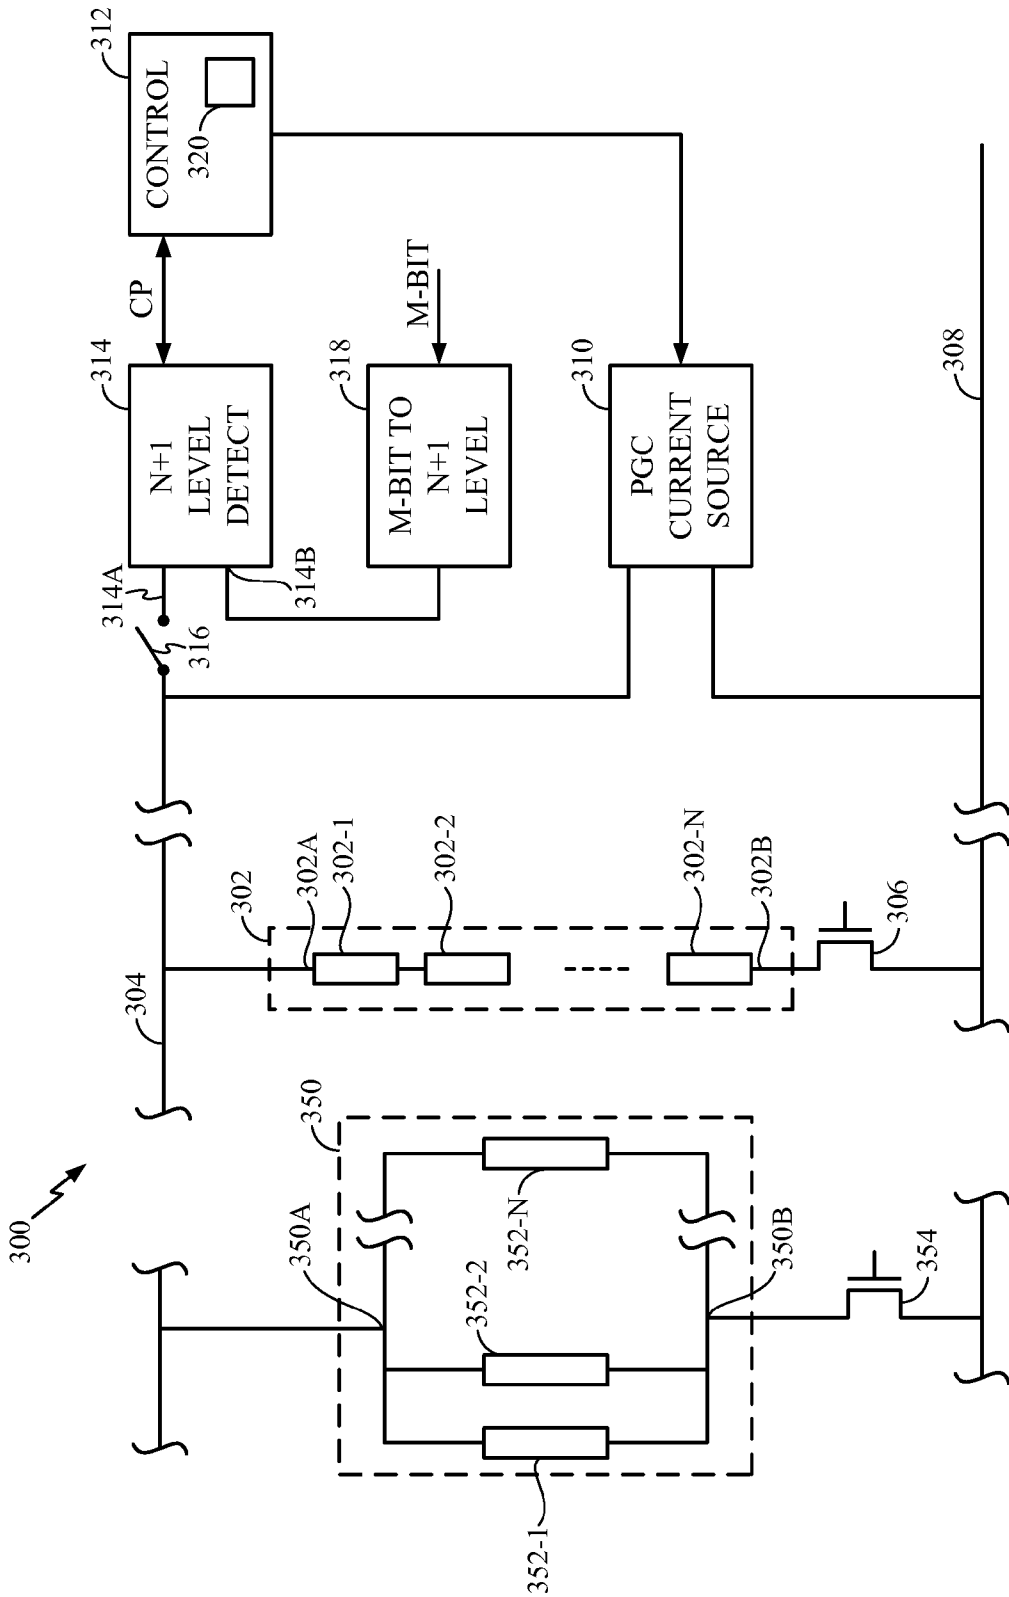 300
304
302
302A
302-1
302-2
302-N
302B
306
308
314A
316
314B
314
N+1
LEVEL
DETECT
CP
312
CONTROL
320
318
M-BIT TO
N+1
LEVEL
M-BIT
310
PGC
CURRENT
SOURCE
350
350A
352-1
352-2
352-N
350B
354